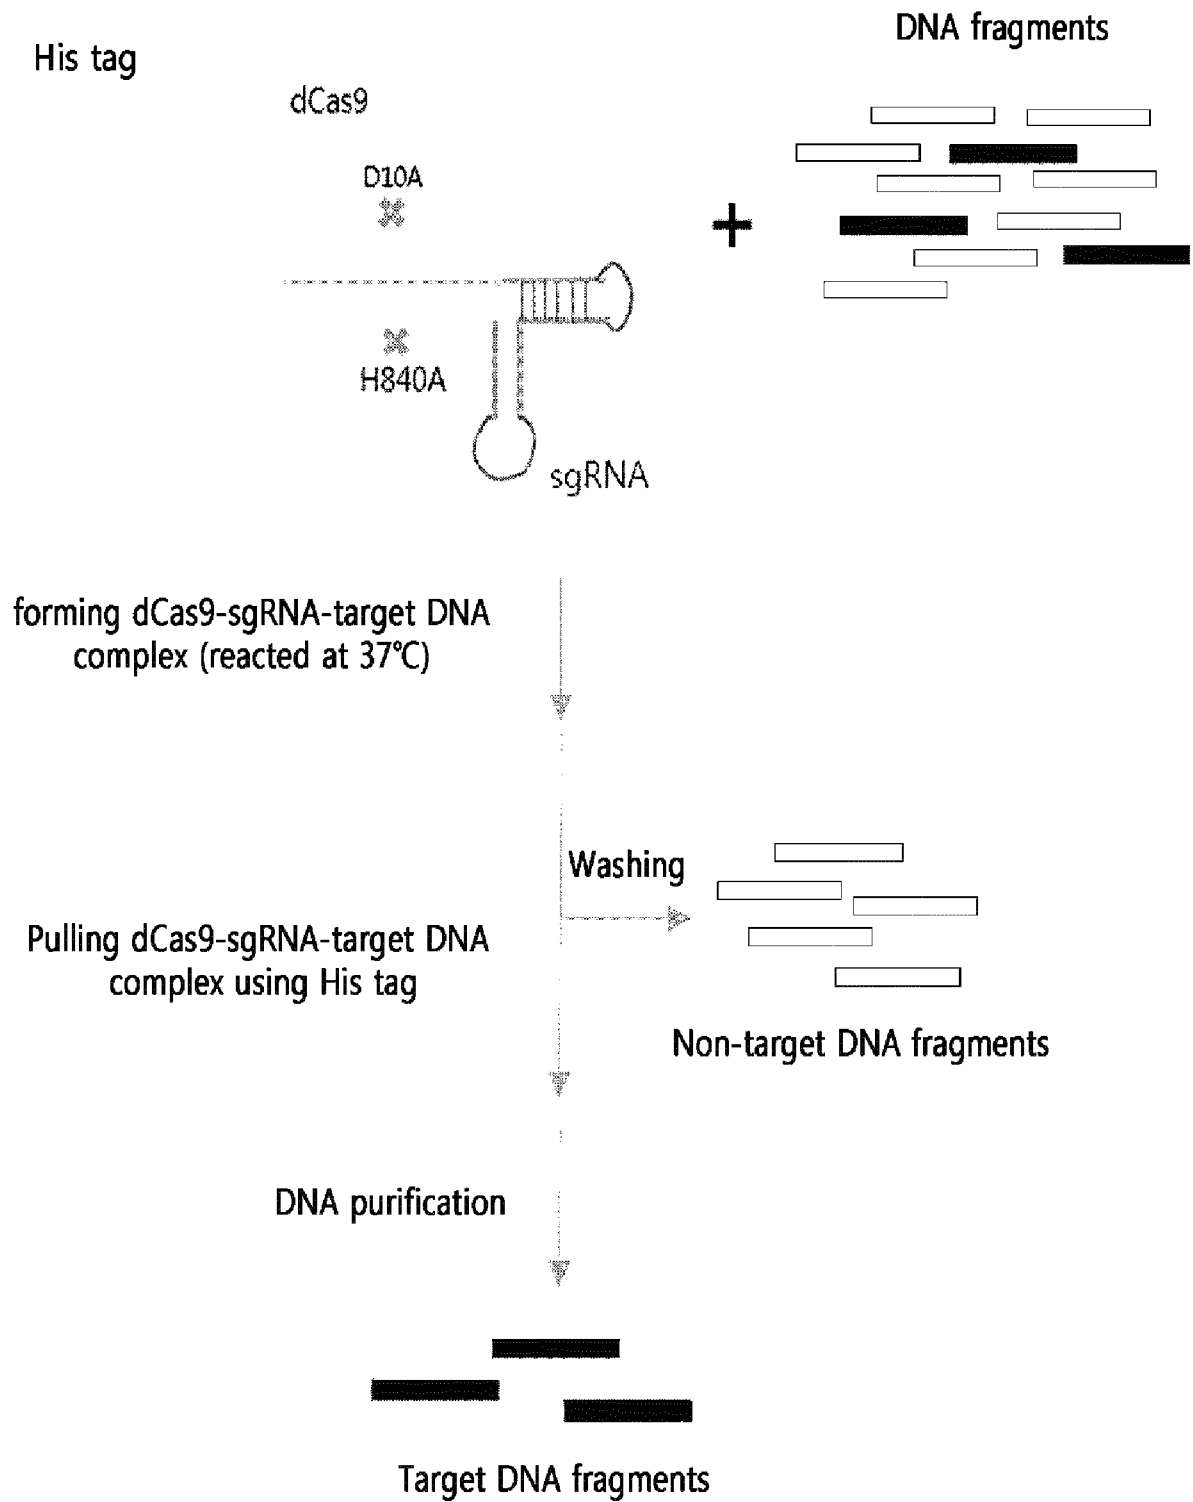 DNA fragments
His tag
dCas9
D10A
+
H840A
sgRNA
forming dCas9-sgRNA-target DNA
complex (reacted at 37℃)
Washing
Pulling dCas9-sgRNA-target DNA
complex using His tag
Non-target DNA fragments
DNA purification
Target DNA fragments